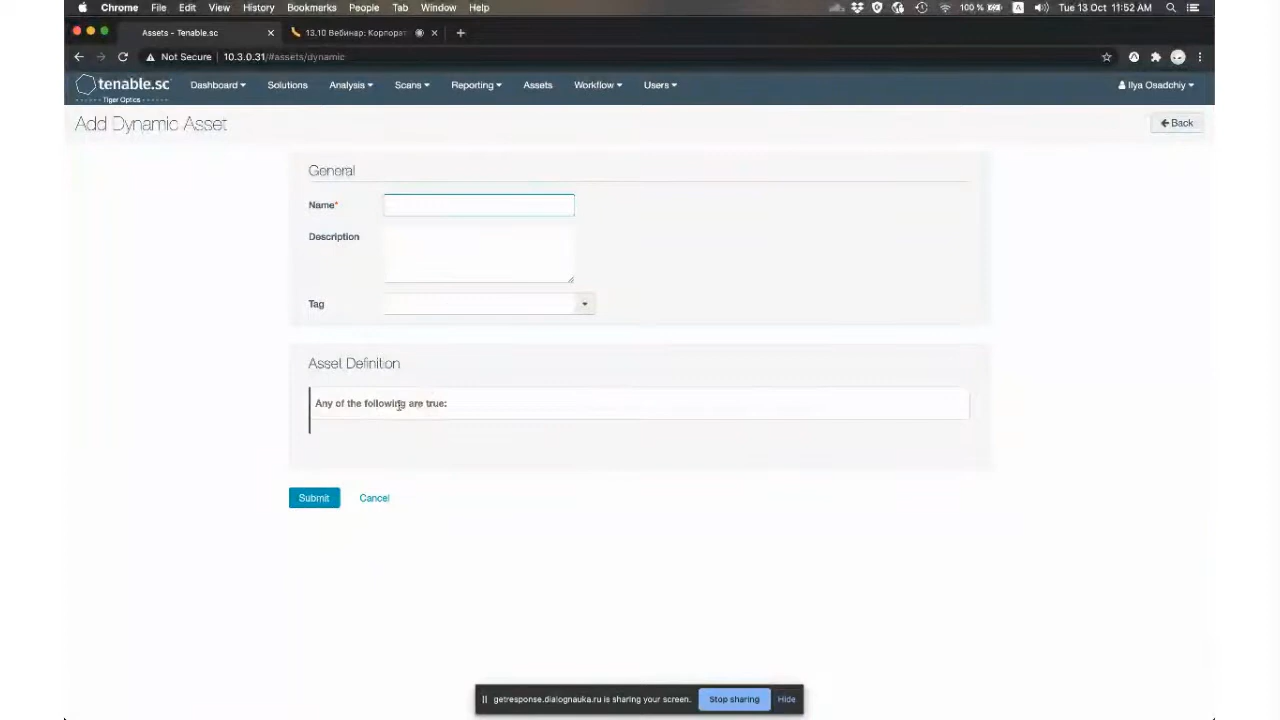 Chrome File Edit View History Bookmarks People Tab Window Help 100 % A Tue 13 Oct 11:52 AM
Assets - Tenable.sc 13.10 Вебинар: Корпорат
Not Secure 10.3.0.31/#assets/dynamic
tenable.sc Dashboard Solutions Analysis Scans Reporting Assets Workflow Users Ilya Osadchiy
Tiger Optics
Add Dynamic Asset Back
General
Name*
Description
Tag
Asset Definition
Any of the following are true:
Submit Cancel
getresponse.dialognauka.ru is sharing your screen. Stop sharing Hide